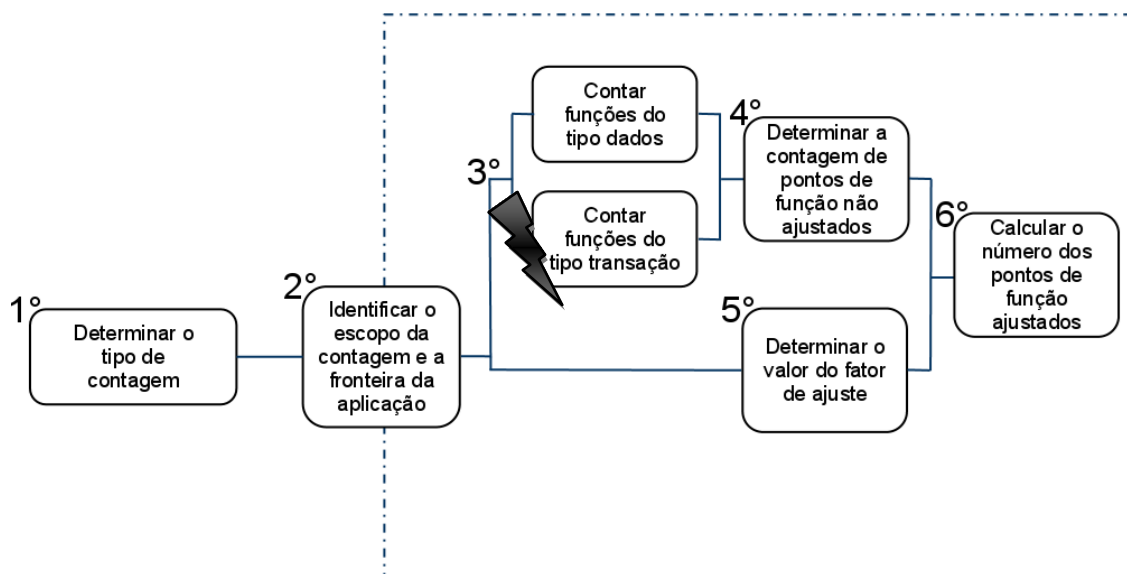 1°
Determinar o
tipo de
contagem
2°
Identificar o
escopo da
contagem e a
fronteira da
aplicação
3°
Contar
funções do
tipo dados
Contar
funções do
tipo transação
4°
Determinar a
contagem de
pontos de
função não
ajustados
5°
Determinar o
valor do fator
de ajuste
6°
Calcular o
número dos
pontos de
função
ajustados